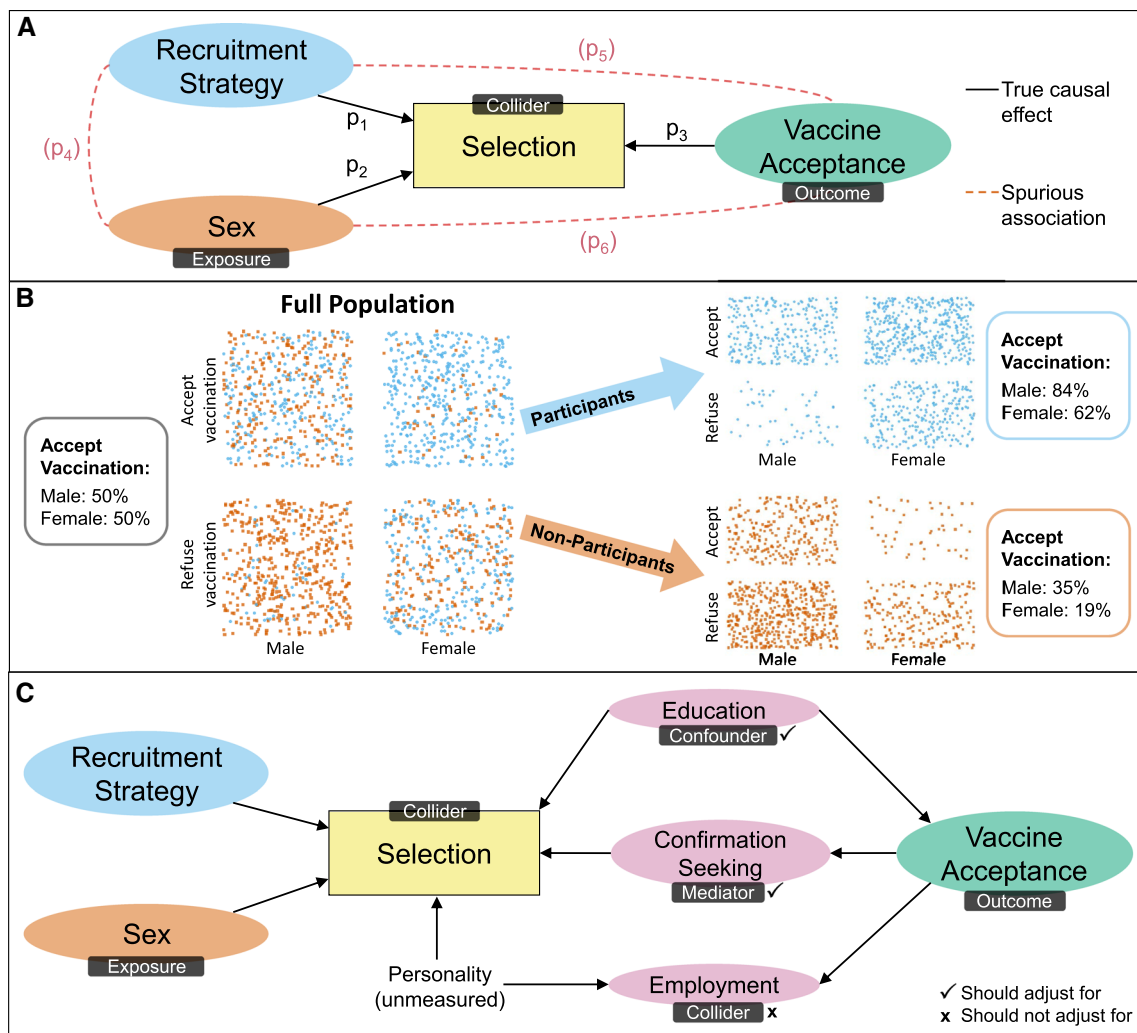 A
Recruitment
Strategy
(p5)
Collider
Selection
p1
p2
p3
(p4)
Vaccine
Acceptance
Outcome
Sex
Exposure
(p6)
True causal
effect
Spurious
association
B
Full Population
Accept
Vaccination:
Male: 50%
Female: 50%
Accept
vaccination
Refuse
vaccination
Male
Female
Participants
Non-Participants
Accept
Refuse
Male
Female
Accept
Vaccination:
Male: 84%
Female: 62%
Accept
Refuse
Male
Female
Accept
Vaccination:
Male: 35%
Female: 19%
C
Recruitment
Strategy
Collider
Selection
Sex
Exposure
Personality
(unmeasured)
Education
Confounder ✓
Confirmation
Seeking
Mediator ✓
Employment
Collider x
Vaccine
Acceptance
Outcome
✓ Should adjust for
x Should not adjust for